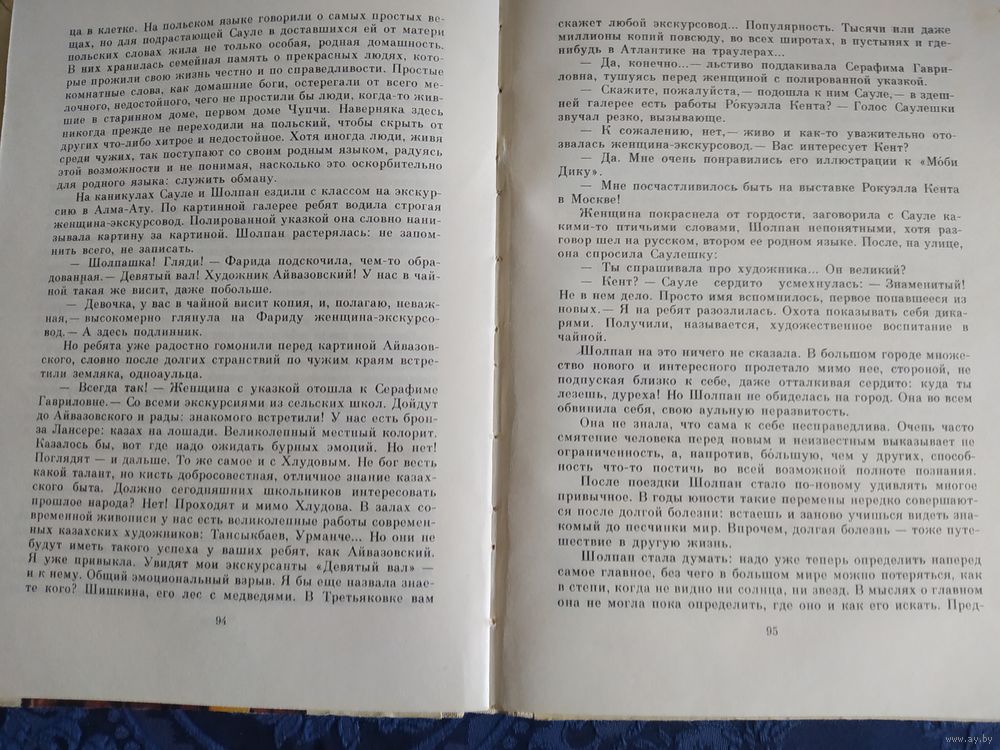 ца в клетке. На польском языке говорили о самых простых ве-
щах, но для подрастающей Сауле в доставшихся ей от матери
польских словах жила не только особая, родная домашность.
В них хранилась семейная память о прекрасных людях, кото-
рые прожили свою жизнь честно и по справедливости. Простые
комнатные слова, как домашние боги, остерегали от всего ме-
лочного, недостойного, чего не простили бы люди, когда-то жив-
шие в старинном доме, первом доме Чупчи. Наверняка здесь
никогда прежде не переходили на польский, чтобы скрыть от
других что-либо хитрое и недостойное. Хотя иногда люди, живя
среди чужих, так поступают со своим родным языком, радуясь
этой возможности и не понимая, насколько это оскорбительно
для родного языка: служить обману.
На каникулах Сауле и Шолпан ездили с классом на экскур-
сию в Алма-Ату. По картинной галерее ребят водила строгая
женщина-экскурсовод. Полированной указкой она словно нани-
зывала картину за картиной. Шолпан растерялась: не запом-
нить всего, не записать.
— Шолпашка! Гляди! — Фарида подскочила, чем-то обра-
дованная.— Девятый вал! Художник Айвазовский! У нас в чай-
ной такая же висит, даже побольше.
— Девочка, у вас в чайной висит копия, и, полагаю, неваж-
ная,— высокомерно глянула на Фариду женщина-экскурсо-
вод.— А здесь подлинник.
Но ребята уже радостно гомонили перед картиной Айвазов-
ского, словно после долгих странствий по чужим краям встре-
тили земляка, одноаульца.
— Всегда так! — Женщина с указкой отошла к Серафиме
Гавриловне.— Со всеми экскурсиями из сельских школ. Дойдут
до Айвазовского и рады: знакомого встретили! У нас есть брон-
за Лансере: казах на лошади. Великолепный местный колорит.
Казалось бы, вот где надо ожидать бурных эмоций. Но нет!
Поглядят — и дальше. То же самое и с Хлудовым. Не бог весть
какой талант, но кисть добросовестная, отличное знание казах-
ского быта. Должно сегодняшних школьников интересовать
прошлое народа? Нет! Проходят и мимо Хлудова. В залах со-
временной живописи у нас есть великолепные работы современ-
ных казахских художников: Тансыкбаев, Урманче... Но они не
будут иметь такого успеха у ваших ребят, как Айвазовский.
Я уже привыкла. Увидят мои экскурсанты «Девятый вал» —
и к нему. Общий эмоциональный взрыв. Я бы еще назвала знае-
те кого? Шишкина, его лес с медведями. В Третьяковке вам
94
скажет любой экскурсовод... Популярность. Тысячи или даже
миллионы копий повсюду, во всех широтах, в пустынях и где-
нибудь в Атлантике на траулерах...
— Да, конечно...— льстиво поддакивала Серафима Гаври-
ловна, тушуясь перед женщиной с полированной указкой.
— Скажите, пожалуйста,— подошла к ним Сауле,— в здеш-
ней галерее есть работы Ро́куэлла Кента? — Голос Саулешки
звучал резко, вызывающе.
— К сожалению, нет,— живо и как-то уважительно ото-
звалась женщина-экскурсовод.— Вас интересует Кент?
— Да. Мне очень понравились его иллюстрации к «Мо́би
Дику».
— Мне посчастливилось быть на выставке Рокуэлла Кента
в Москве!
Женщина покраснела от гордости, заговорила с Сауле ка-
кими-то птичьими словами, Шолпан непонятными, хотя раз-
говор шел на русском, втором ее родном языке. После, на улице,
она спросила Саулешку:
— Ты спрашивала про художника... Он великий?
— Кент? — Сауле сердито усмехнулась: — Знаменитый!
Не в нем дело. Просто имя вспомнилось, первое попавшееся из
новых.— Я на ребят разозлилась. Охота показывать себя дика-
рями. Получили, называется, художественное воспитание в
чайной.
Шолпан на это ничего не сказала. В большом городе множе-
ство нового и интересного пролетало мимо нее, стороной, не
подпуская близко к себе, даже отталкивая сердито: куда ты
лезешь, дуреха! Но Шолпан не обиделась на город. Она во всем
обвинила себя, свою аульную неразвитость.
Она не знала, что сама к себе несправедлива. Очень часто
смятение человека перед новым и неизвестным выказывает не
ограниченность, а, напротив, бо́льшую, чем у других, способ-
ность что-то постичь во всей возможной полноте познания.
После поездки Шолпан стало по-новому удивлять многое
привычное. В годы юности такие перемены нередко совершают-
ся после долгой болезни: встаешь и заново учишься видеть зна-
комый до песчинки мир. Впрочем, долгая болезнь — тоже путе-
шествие в другую жизнь.
Шолпан стала думать: надо уже теперь определить наперед
самое главное, без чего в большом мире можно потеряться, как
в степи, когда не видно ни солнца, ни звезд. В мыслях о главном
она не могла пока определить, где оно и как его искать. Пред-
95
www.ay.by